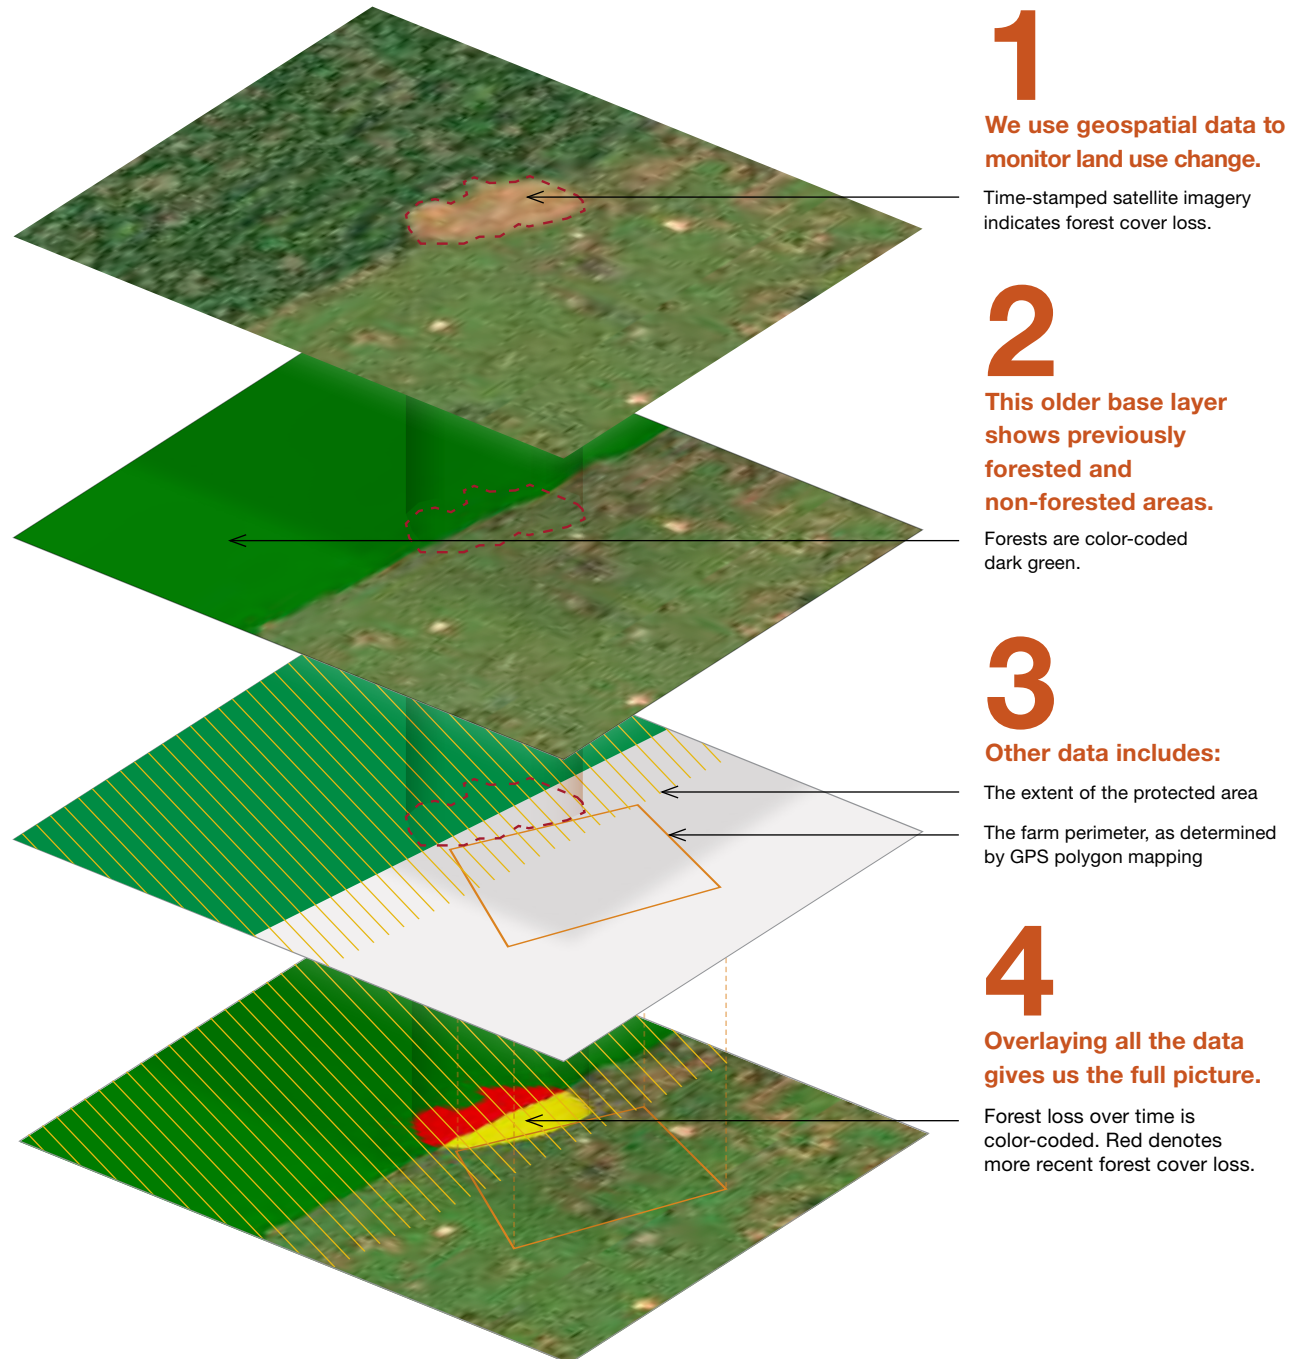 1
We use geospatial data to
monitor land use change.
Time-stamped satellite imagery
indicates forest cover loss.
2
This older base layer
shows previously
forested and
non-forested areas.
Forests are color-coded
dark green.
3
Other data includes:
The extent of the protected area
The farm perimeter, as determined
by GPS polygon mapping
4
Overlaying all the data
gives us the full picture.
Forest loss over time is
color-coded. Red denotes
more recent forest cover loss.